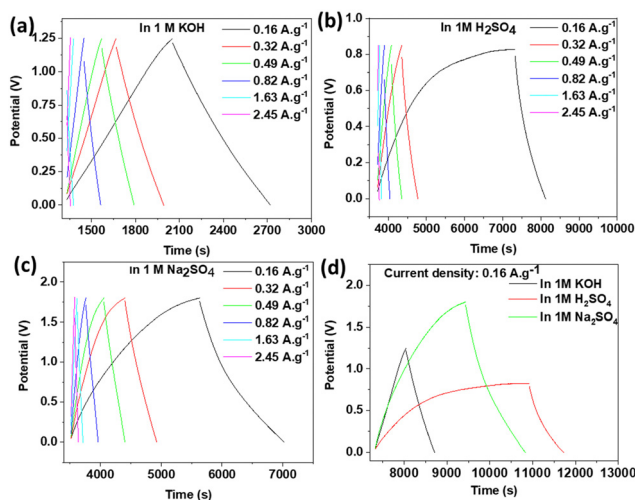 (a)
In 1 M KOH
0.16 A.g⁻¹
0.32 A.g⁻¹
0.49 A.g⁻¹
0.82 A.g⁻¹
1.63 A.g⁻¹
2.45 A.g⁻¹
Potential (V)
1.25
1.00
0.75
0.50
0.25
0.00
1500 1800 2100 2400 2700 3000
Time (s)
(b)
In 1M H₂SO₄
0.16 A.g⁻¹
0.32 A.g⁻¹
0.49 A.g⁻¹
0.82 A.g⁻¹
1.63 A.g⁻¹
2.45 A.g⁻¹
Potential (V)
1.0
0.8
0.6
0.4
0.2
0.0
4000 5000 6000 7000 8000 9000
Time (s)
(c)
in 1 M Na₂SO₄
0.16 A.g⁻¹
0.32 A.g⁻¹
0.49 A.g⁻¹
0.82 A.g⁻¹
1.63 A.g⁻¹
2.45 A.g⁻¹
Potential (V)
2.0
1.5
1.0
0.5
0.0
4000 5000 6000 7000
Time (s)
(d)
Current density: 0.16 A.g⁻¹
In 1M KOH
In 1M H₂SO₄
In 1M Na₂SO₄
Potential (V)
2.0
1.5
1.0
0.5
0.0
8000 9000 10000 11000 12000 13000
Time (s)